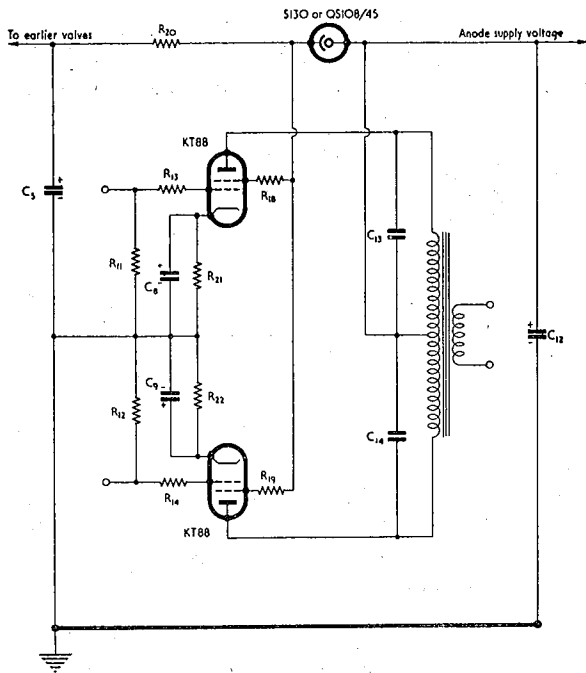 S130 or QS108/45
R20
To earlier valves
Anode supply voltage
KT88
R13
R18
C5
+
-
C13
R11
+
-
C8
R21
C12
+
-
C9
-
+
R22
R12
C14
R19
R14
KT88